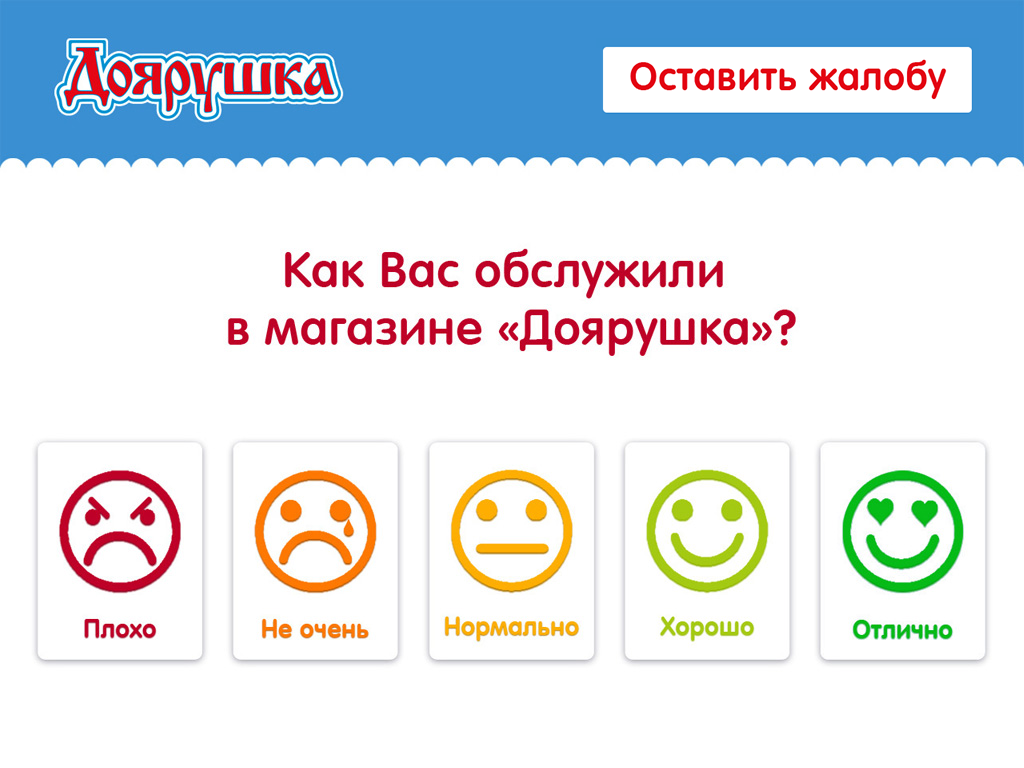 Доярушка
Оставить жалобу
Как Вас обслужили
в магазине «Доярушка»?
Плохо
Не очень
Нормально
Хорошо
Отлично